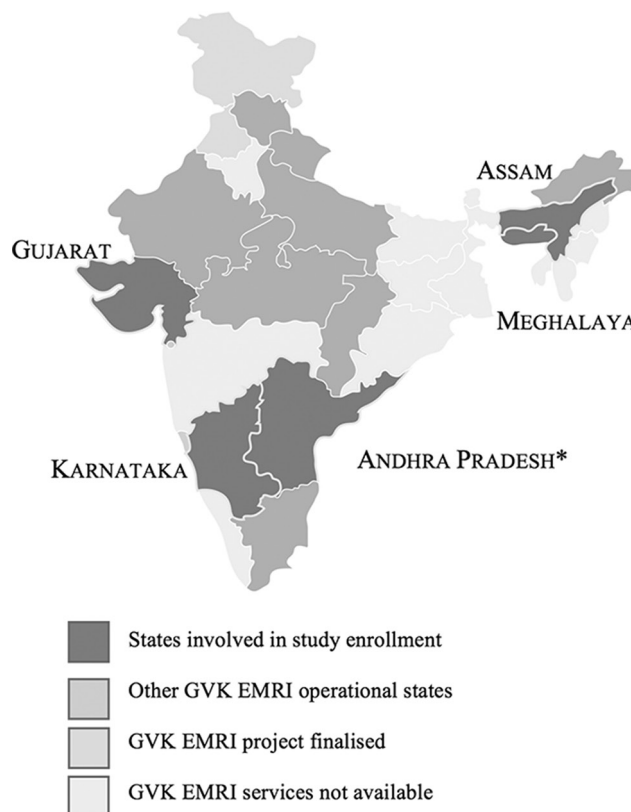 ASSAM
GUJARAT
MEGHALAYA
KARNATAKA
ANDHRA PRADESH*
States involved in study enrollment
Other GVK EMRI operational states
GVK EMRI project finalised
GVK EMRI services not available